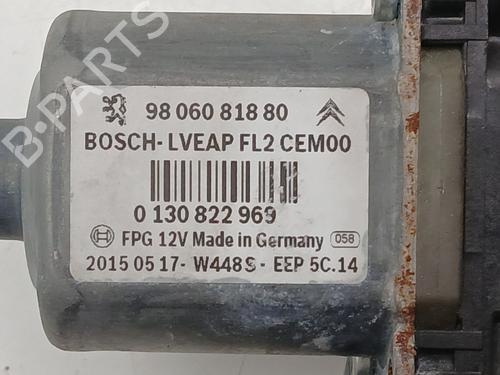 98 060 818 80
BOSCH-LVEAP FL2 CEM00
0 130 822 969
FPG 12V Made in Germany 058
2015 05 17- W448S - EEP 5C.14
B-PARTS